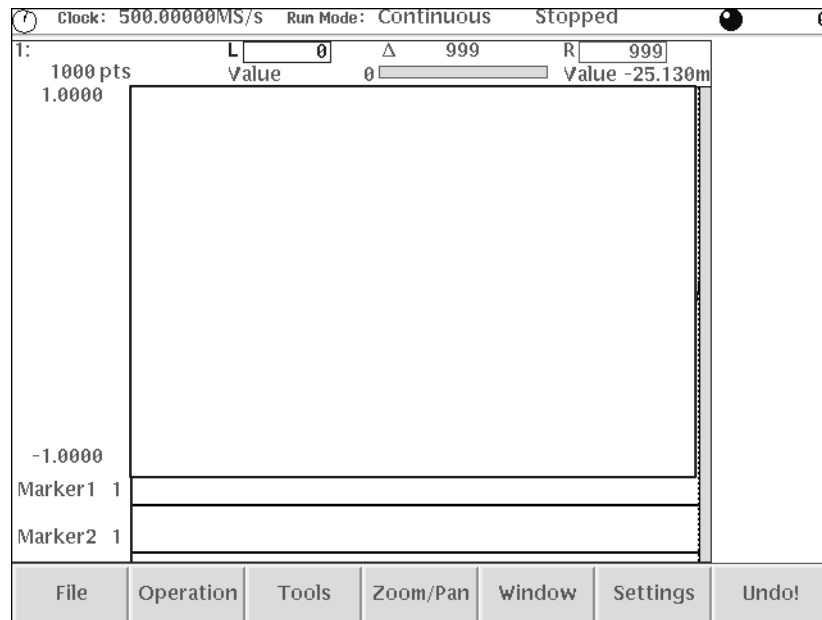 Clock: 500.00000MS/s Run Mode: Continuous Stopped
1: L 0 Δ 999 R 999
1000 pts Value 0 Value -25.130m
1.0000
-1.0000
Marker1 1
Marker2 1
File Operation Tools Zoom/Pan Window Settings Undo!